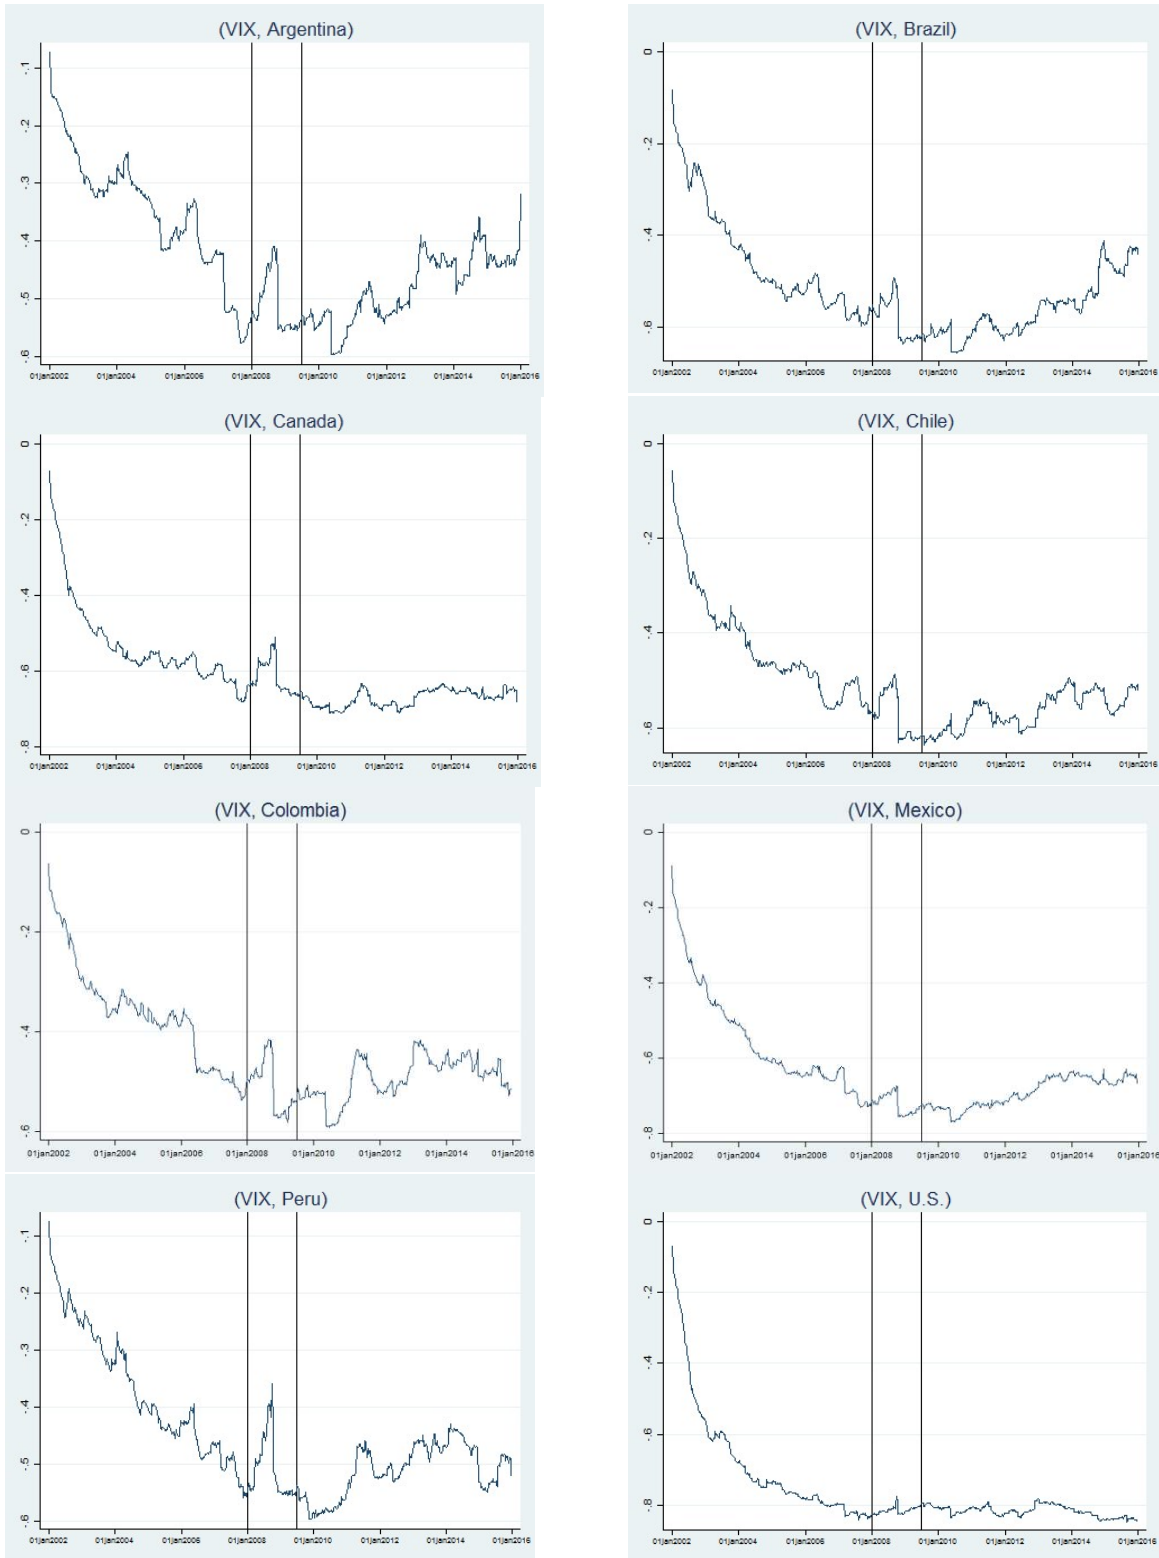 (VIX, Argentina)
-.1
-.2
-.3
-.4
-.5
-.6
01jan2002 01jan2004 01jan2006 01jan2008 01jan2010 01jan2012 01jan2014 01jan2016
(VIX, Brazil)
0
-.2
-.4
-.6
01jan2002 01jan2004 01jan2006 01jan2008 01jan2010 01jan2012 01jan2014 01jan2016
(VIX, Canada)
0
-.2
-.4
-.6
-.8
01jan2002 01jan2004 01jan2006 01jan2008 01jan2010 01jan2012 01jan2014 01jan2016
(VIX, Chile)
0
-.2
-.4
-.6
01jan2002 01jan2004 01jan2006 01jan2008 01jan2010 01jan2012 01jan2014 01jan2016
(VIX, Colombia)
0
-.2
-.4
-.6
01jan2002 01jan2004 01jan2006 01jan2008 01jan2010 01jan2012 01jan2014 01jan2016
(VIX, Mexico)
0
-.2
-.4
-.6
-.8
01jan2002 01jan2004 01jan2006 01jan2008 01jan2010 01jan2012 01jan2014 01jan2016
(VIX, Peru)
-.1
-.2
-.3
-.4
-.5
-.6
01jan2002 01jan2004 01jan2006 01jan2008 01jan2010 01jan2012 01jan2014 01jan2016
(VIX, U.S.)
0
-.2
-.4
-.6
-.8
01jan2002 01jan2004 01jan2006 01jan2008 01jan2010 01jan2012 01jan2014 01jan2016